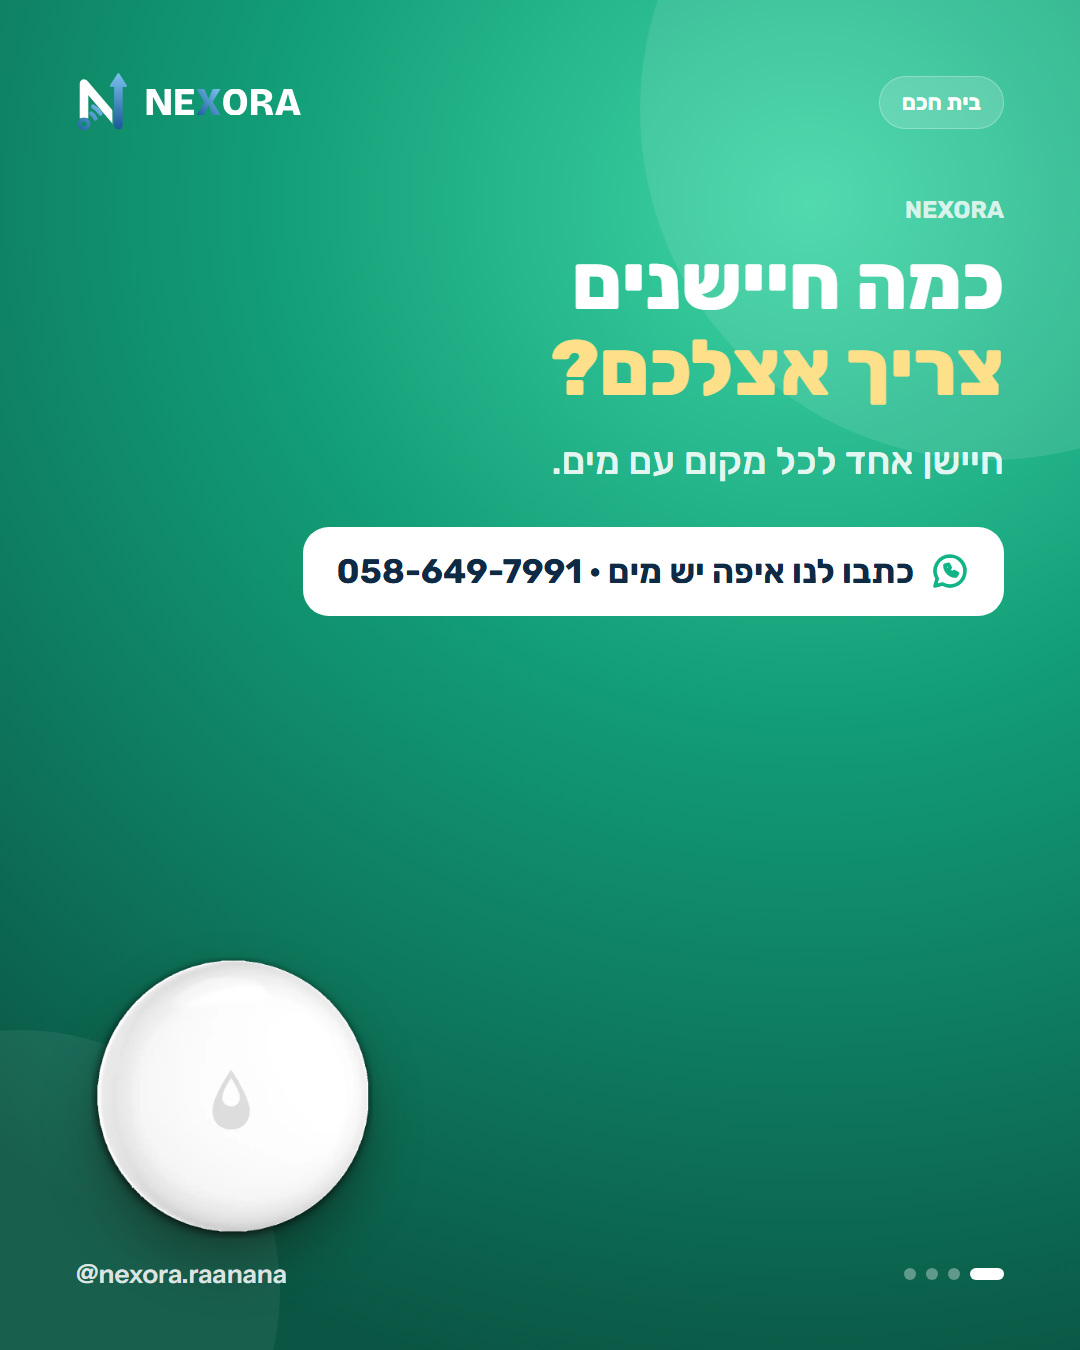 NEXORA
בית חכם
NEXORA
כמה חיישנים
צריך אצלכם?
חיישן אחד לכל מקום עם מים.
כתבו לנו איפה יש מים • 058-649-7991
@nexora.raanana